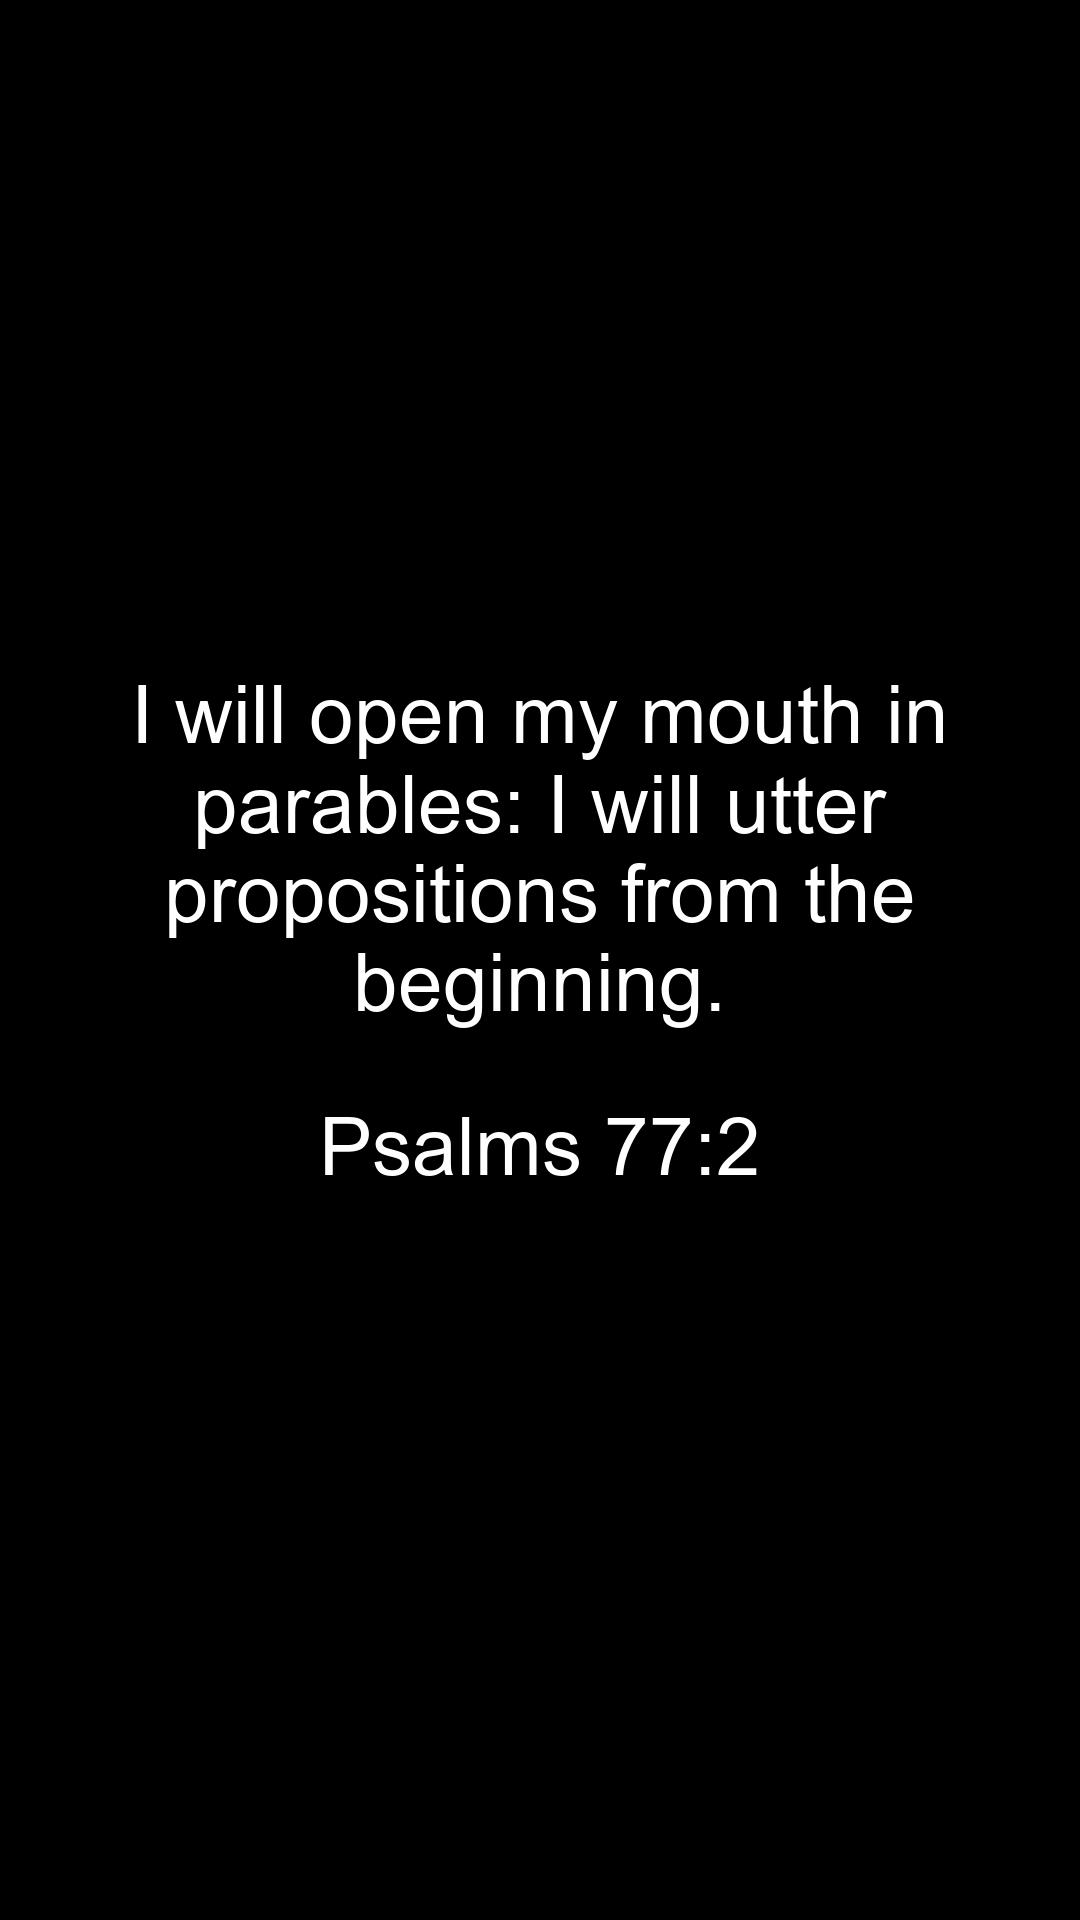 I will open my mouth in
parables: I will utter
propositions from the
beginning.
Psalms 77:2